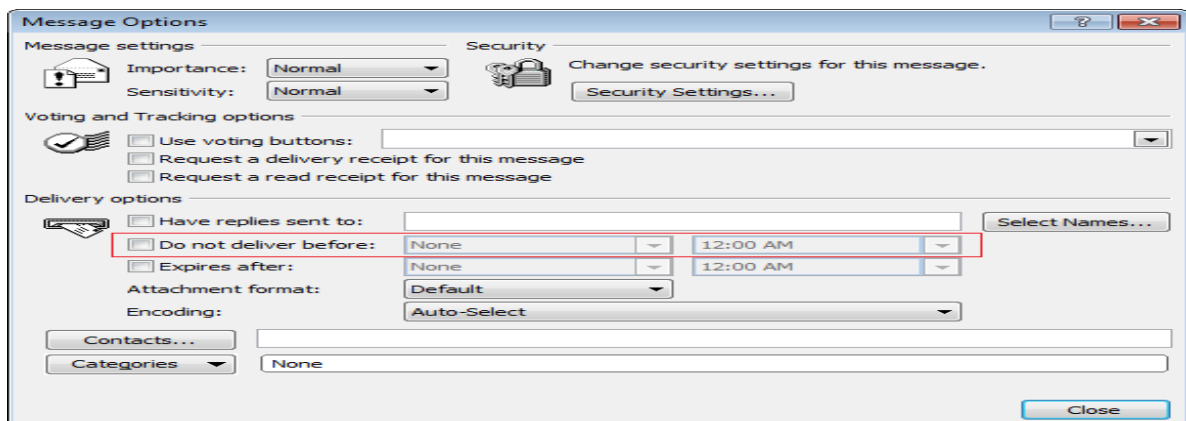 Message Options
Message settings Security
Importance: Normal Change security settings for this message.
Sensitivity: Normal Security Settings...
Voting and Tracking options
Use voting buttons:
Request a delivery receipt for this message
Request a read receipt for this message
Delivery options
Have replies sent to: Select Names...
Do not deliver before: None 12:00 AM
Expires after: None 12:00 AM
Attachment format: Default
Encoding: Auto-Select
Contacts...
Categories None
Close